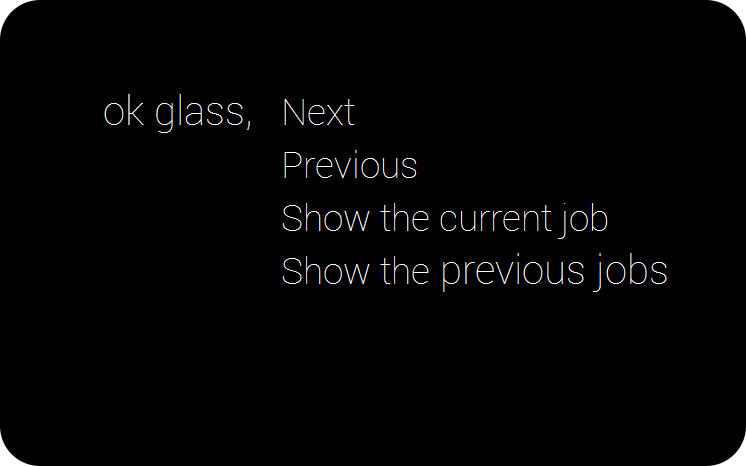 ok glass, Next
Previous
Show the current job
Show the previous jobs